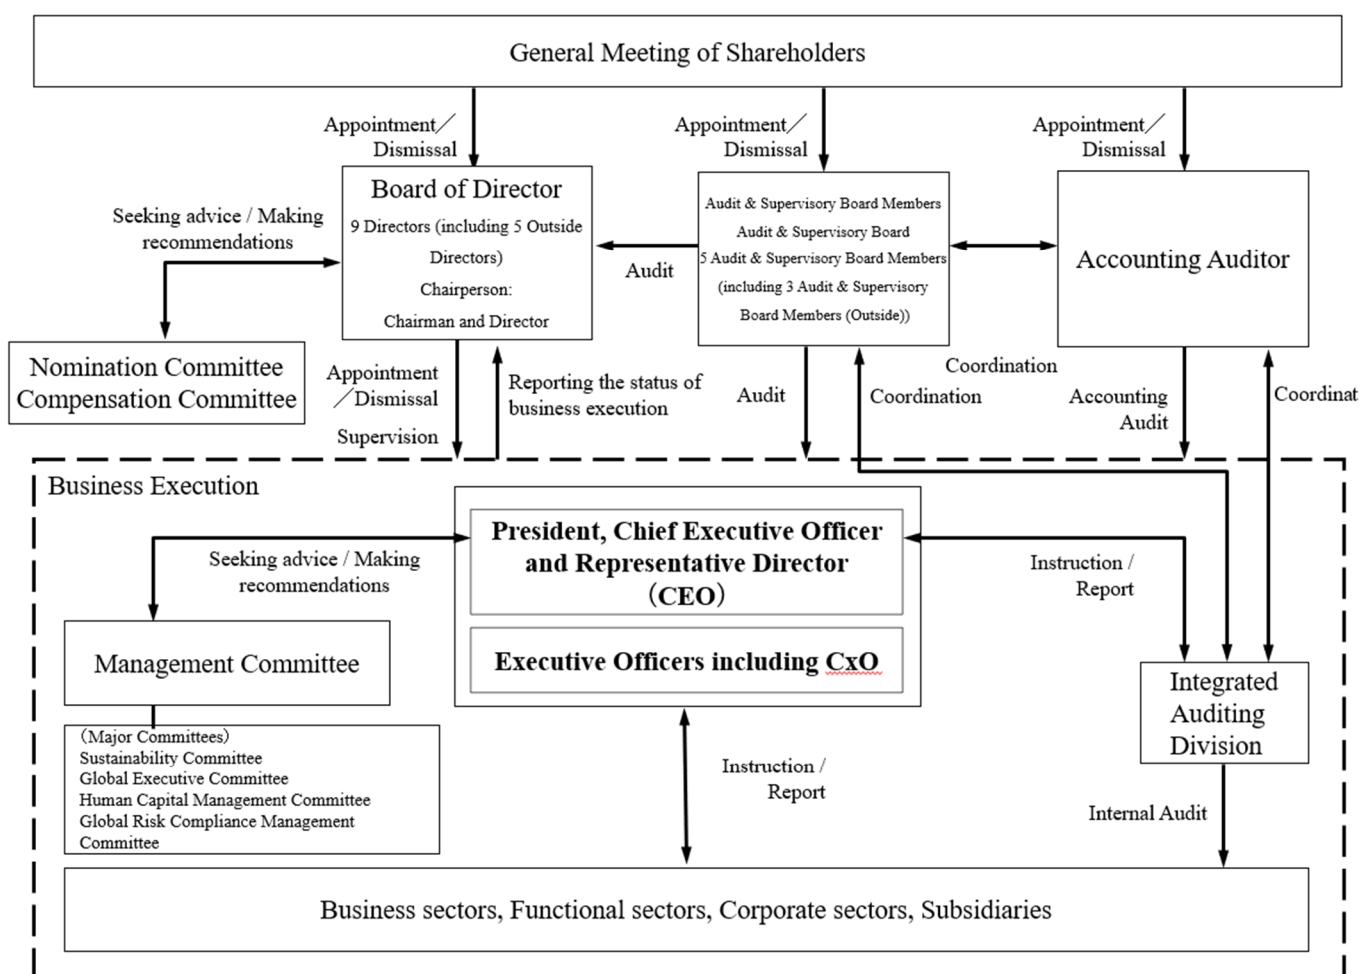 General Meeting of Shareholders
Appointment／
Dismissal
Appointment／
Dismissal
Appointment／
Dismissal
Board of Director
9 Directors (including 5 Outside
Directors)
Chairperson:
Chairman and Director
Seeking advice / Making
recommendations
Audit
Audit & Supervisory Board Members
Audit & Supervisory Board
5 Audit & Supervisory Board Members
(including 3 Audit & Supervisory
Board Members (Outside))
Accounting Auditor
Nomination Committee
Compensation Committee
Appointment
／Dismissal
Supervision
Reporting the status of
business execution
Audit
Coordination
Coordination
Accounting
Audit
Coordinat
Business Execution
President, Chief Executive Officer
and Representative Director
（CEO）
Executive Officers including CxO
Seeking advice / Making
recommendations
Instruction /
Report
Management Committee
（Major Committees）
Sustainability Committee
Global Executive Committee
Human Capital Management Committee
Global Risk Compliance Management
Committee
Integrated
Auditing
Division
Instruction /
Report
Internal Audit
Business sectors, Functional sectors, Corporate sectors, Subsidiaries